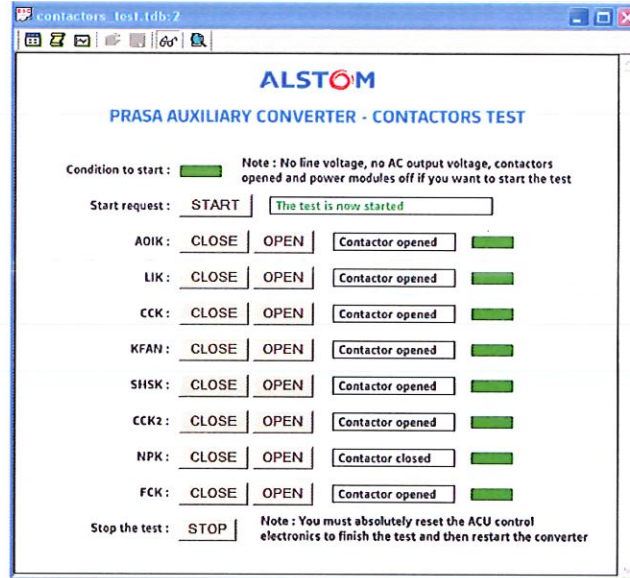 contactors_test.tdb:2
ALSTOM
PRASA AUXILIARY CONVERTER - CONTACTORS TEST
Condition to start : Note : No line voltage, no AC output voltage, contactors
opened and power modules off if you want to start the test
Start request : START The test is now started
AOIK : CLOSE OPEN Contactor opened
LIK : CLOSE OPEN Contactor opened
CCK : CLOSE OPEN Contactor opened
KFAN : CLOSE OPEN Contactor opened
SHSK : CLOSE OPEN Contactor opened
CCK2 : CLOSE OPEN Contactor opened
NPK : CLOSE OPEN Contactor closed
FCK : CLOSE OPEN Contactor opened
Stop the test : STOP Note : You must absolutely reset the ACU control
electronics to finish the test and then restart the converter